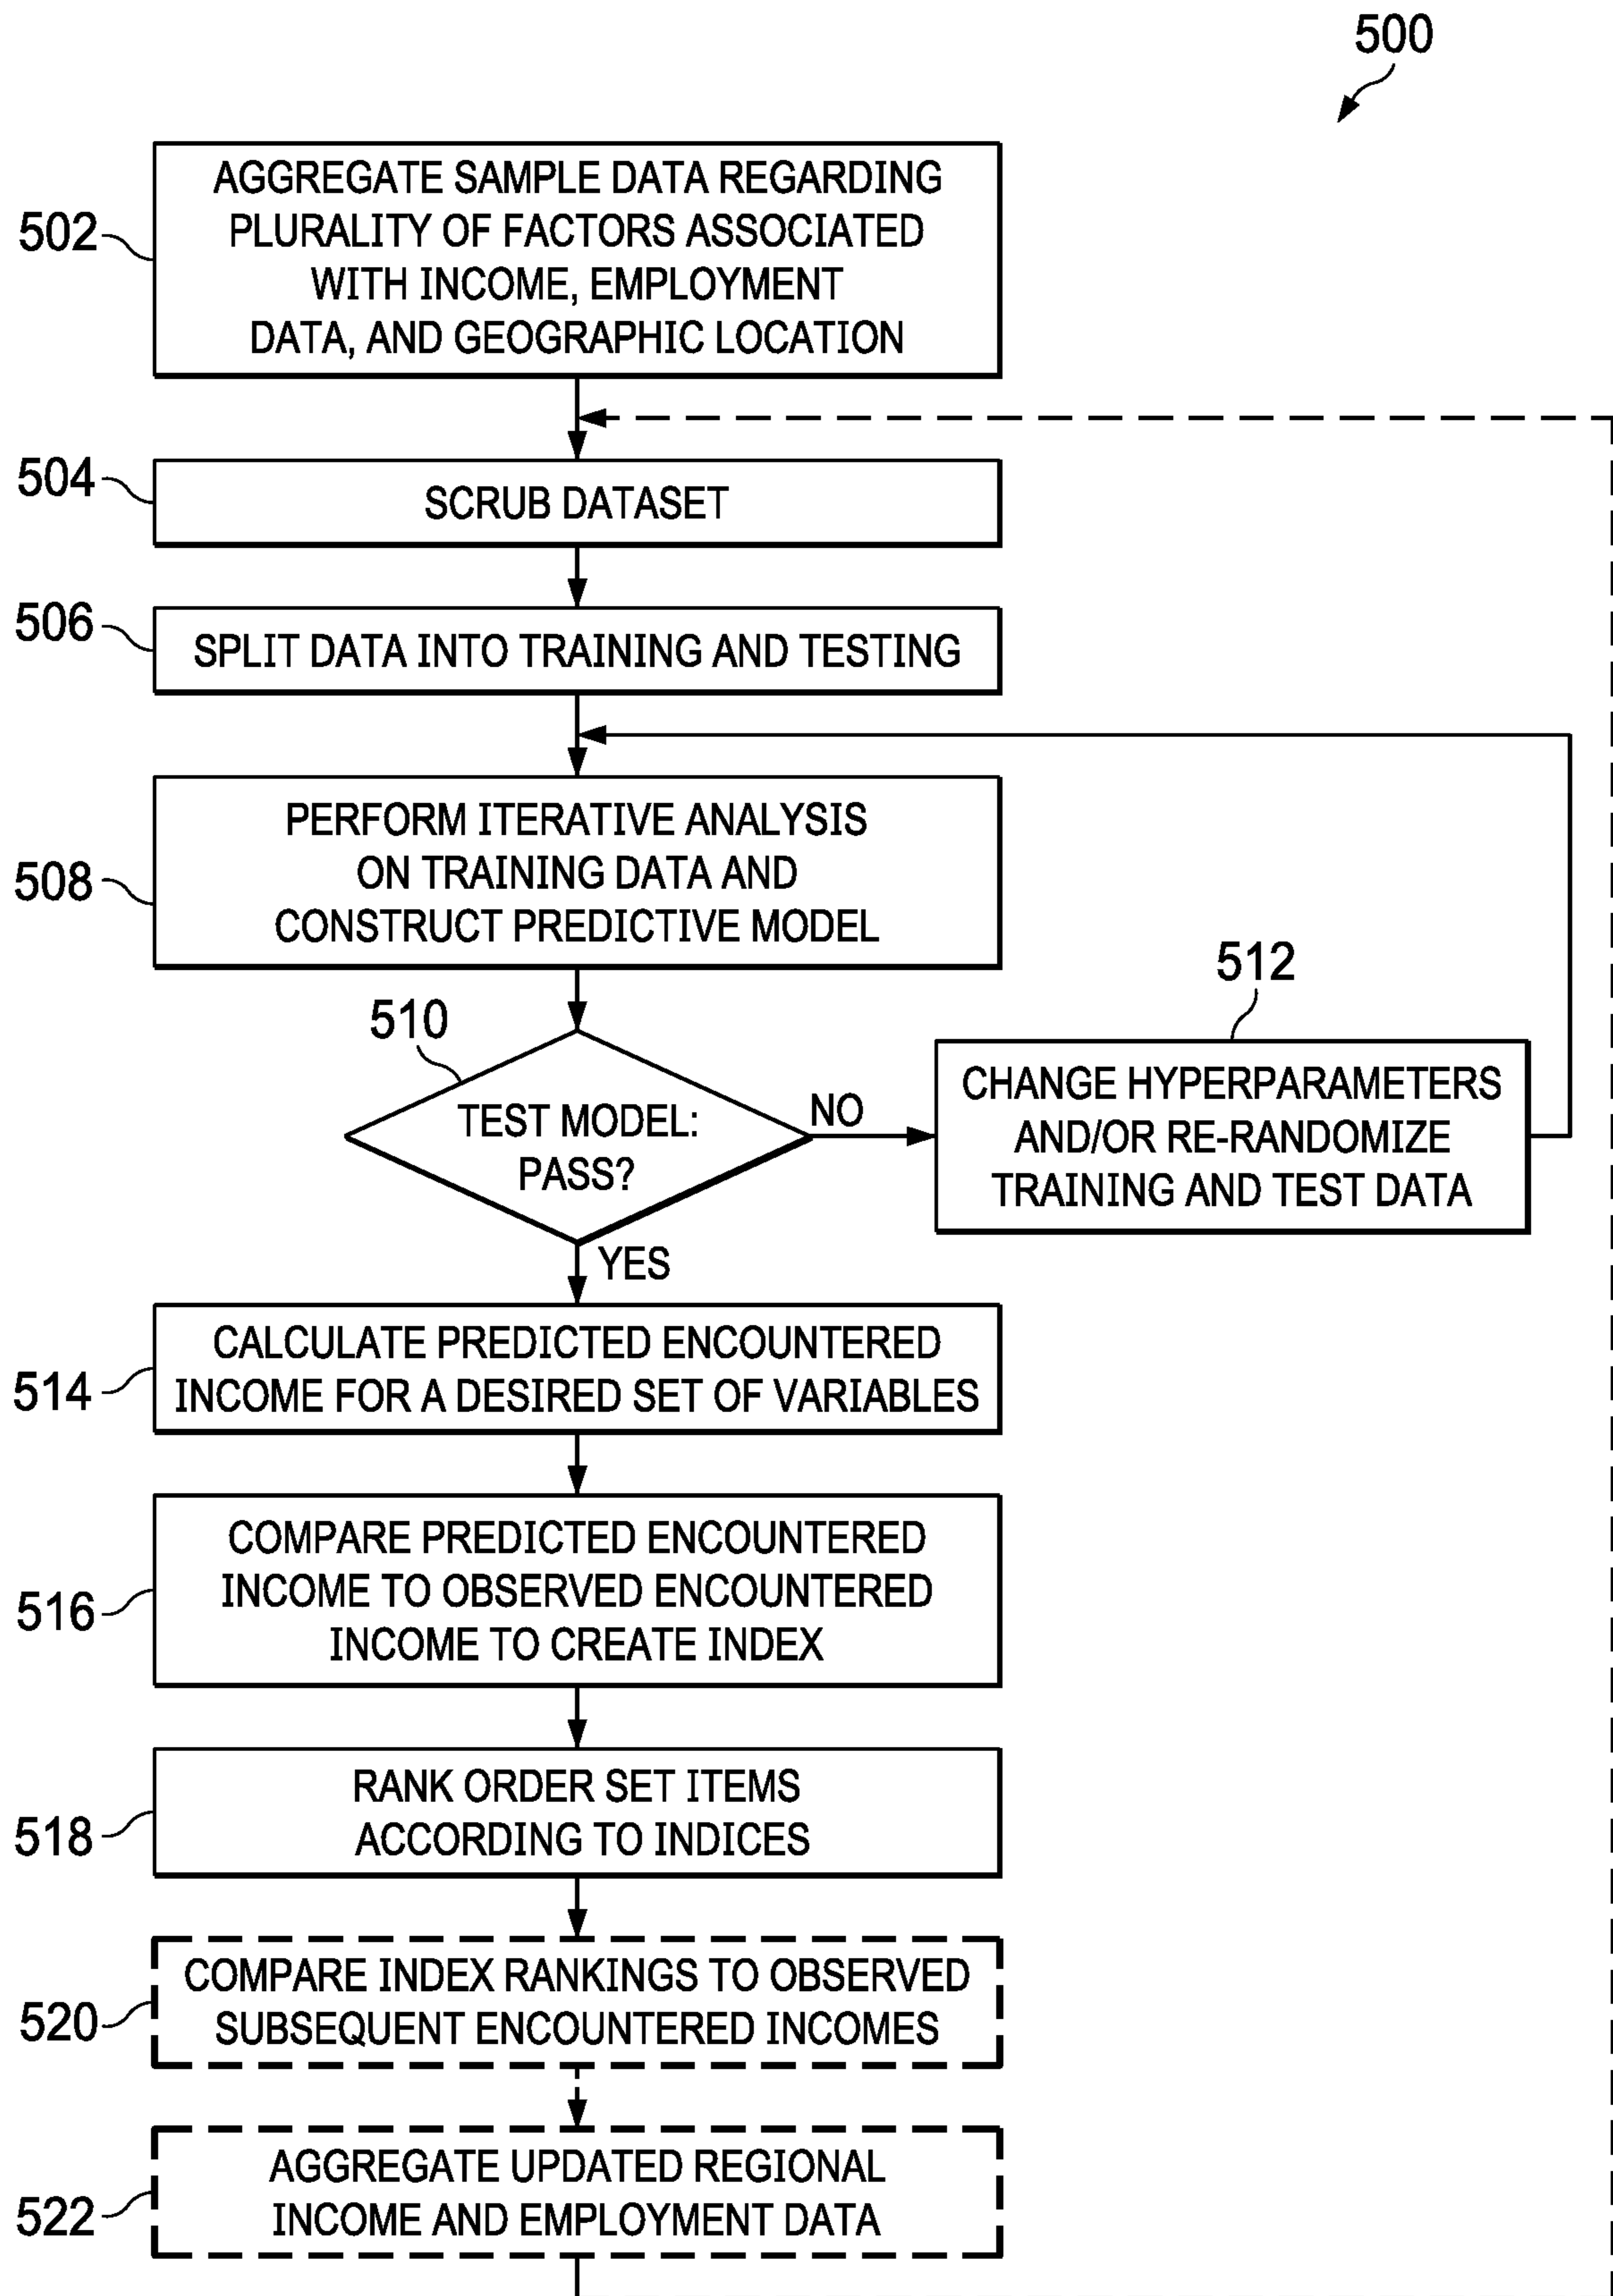 500
502
AGGREGATE SAMPLE DATA REGARDING
PLURALITY OF FACTORS ASSOCIATED
WITH INCOME, EMPLOYMENT
DATA, AND GEOGRAPHIC LOCATION
504
SCRUB DATASET
506
SPLIT DATA INTO TRAINING AND TESTING
508
PERFORM ITERATIVE ANALYSIS
ON TRAINING DATA AND
CONSTRUCT PREDICTIVE MODEL
510
TEST MODEL:
PASS?
NO
512
CHANGE HYPERPARAMETERS
AND/OR RE-RANDOMIZE
TRAINING AND TEST DATA
YES
514
CALCULATE PREDICTED ENCOUNTERED
INCOME FOR A DESIRED SET OF VARIABLES
516
COMPARE PREDICTED ENCOUNTERED
INCOME TO OBSERVED ENCOUNTERED
INCOME TO CREATE INDEX
518
RANK ORDER SET ITEMS
ACCORDING TO INDICES
520
COMPARE INDEX RANKINGS TO OBSERVED
SUBSEQUENT ENCOUNTERED INCOMES
522
AGGREGATE UPDATED REGIONAL
INCOME AND EMPLOYMENT DATA